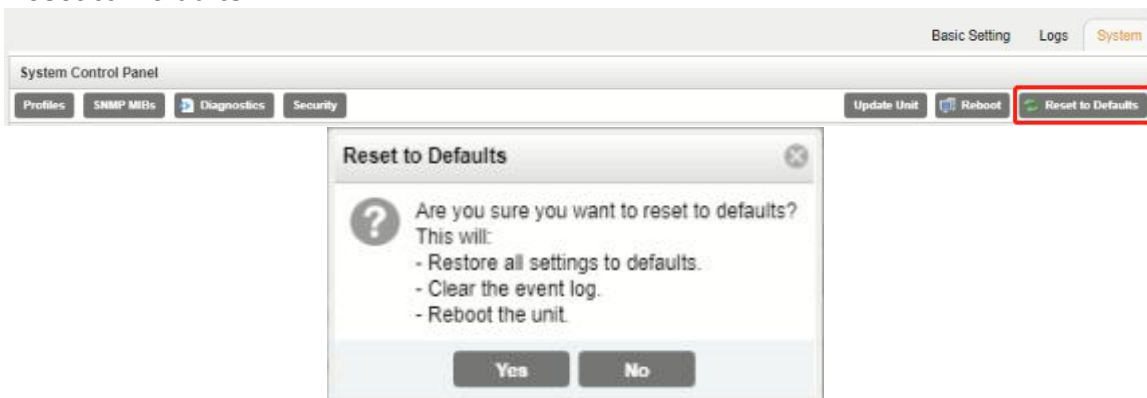 Basic Setting Logs System
System Control Panel
Profiles SNMP MIBs Diagnostics Security Update Unit Reboot Reset to Defaults
Reset to Defaults
Are you sure you want to reset to defaults?
This will:
- Restore all settings to defaults.
- Clear the event log.
- Reboot the unit.
Yes No